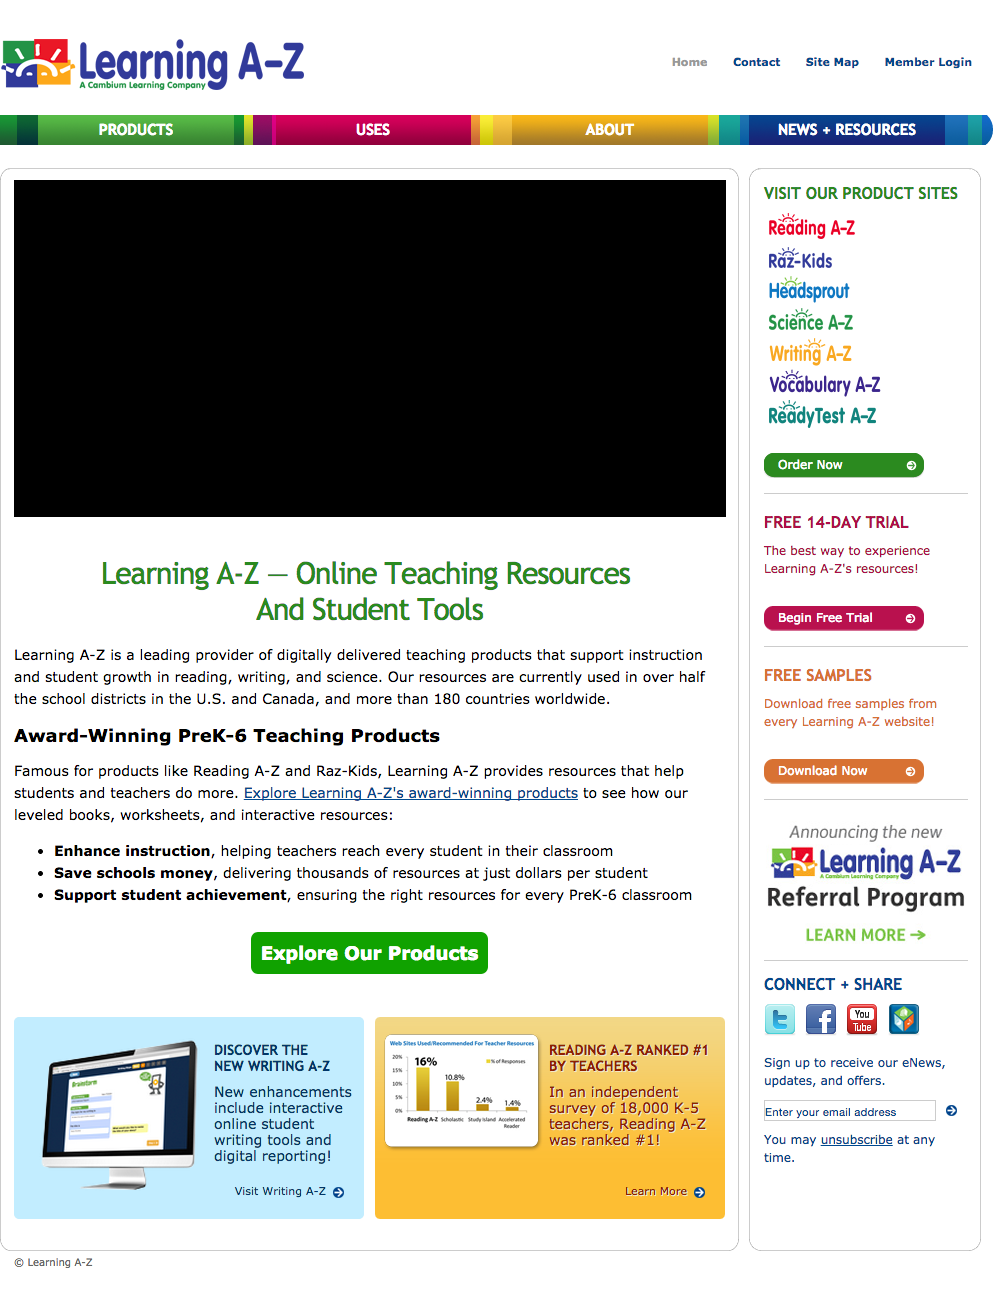 Learning A-Z
A Cambium Learning Company
Home
Contact
Site Map
Member Login
PRODUCTS
USES
ABOUT
NEWS + RESOURCES
Learning A-Z — Online Teaching Resources
And Student Tools
Learning A-Z is a leading provider of digitally delivered teaching products that support instruction
and student growth in reading, writing, and science. Our resources are currently used in over half
the school districts in the U.S. and Canada, and more than 180 countries worldwide.
Award-Winning PreK-6 Teaching Products
Famous for products like Reading A-Z and Raz-Kids, Learning A-Z provides resources that help
students and teachers do more. Explore Learning A-Z's award-winning products to see how our
leveled books, worksheets, and interactive resources:
• Enhance instruction, helping teachers reach every student in their classroom
• Save schools money, delivering thousands of resources at just dollars per student
• Support student achievement, ensuring the right resources for every PreK-6 classroom
Explore Our Products
Brainstorm
DISCOVER THE
NEW WRITING A-Z
New enhancements
include interactive
online student
writing tools and
digital reporting!
Visit Writing A-Z
Web Sites Used/Recommended For Teacher Resources
% of Responses
20%
15%
10%
5%
0%
16%
10.8%
2.4%
1.4%
Reading A-Z
Scholastic
Study Island
Accelerated
Reader
READING A-Z RANKED #1
BY TEACHERS
In an independent
survey of 18,000 K-5
teachers, Reading A-Z
was ranked #1!
Learn More
VISIT OUR PRODUCT SITES
Reading A-Z
Raz-Kids
Headsprout
Science A-Z
Writing A-Z
Vocabulary A-Z
ReadyTest A-Z
Order Now
FREE 14-DAY TRIAL
The best way to experience
Learning A-Z's resources!
Begin Free Trial
FREE SAMPLES
Download free samples from
every Learning A-Z website!
Download Now
Announcing the new
Learning A-Z
A Cambium Learning Company
Referral Program
LEARN MORE →
CONNECT + SHARE
t
f
You
Tube
Sign up to receive our eNews,
updates, and offers.
Enter your email address
You may unsubscribe at any
time.
© Learning A-Z